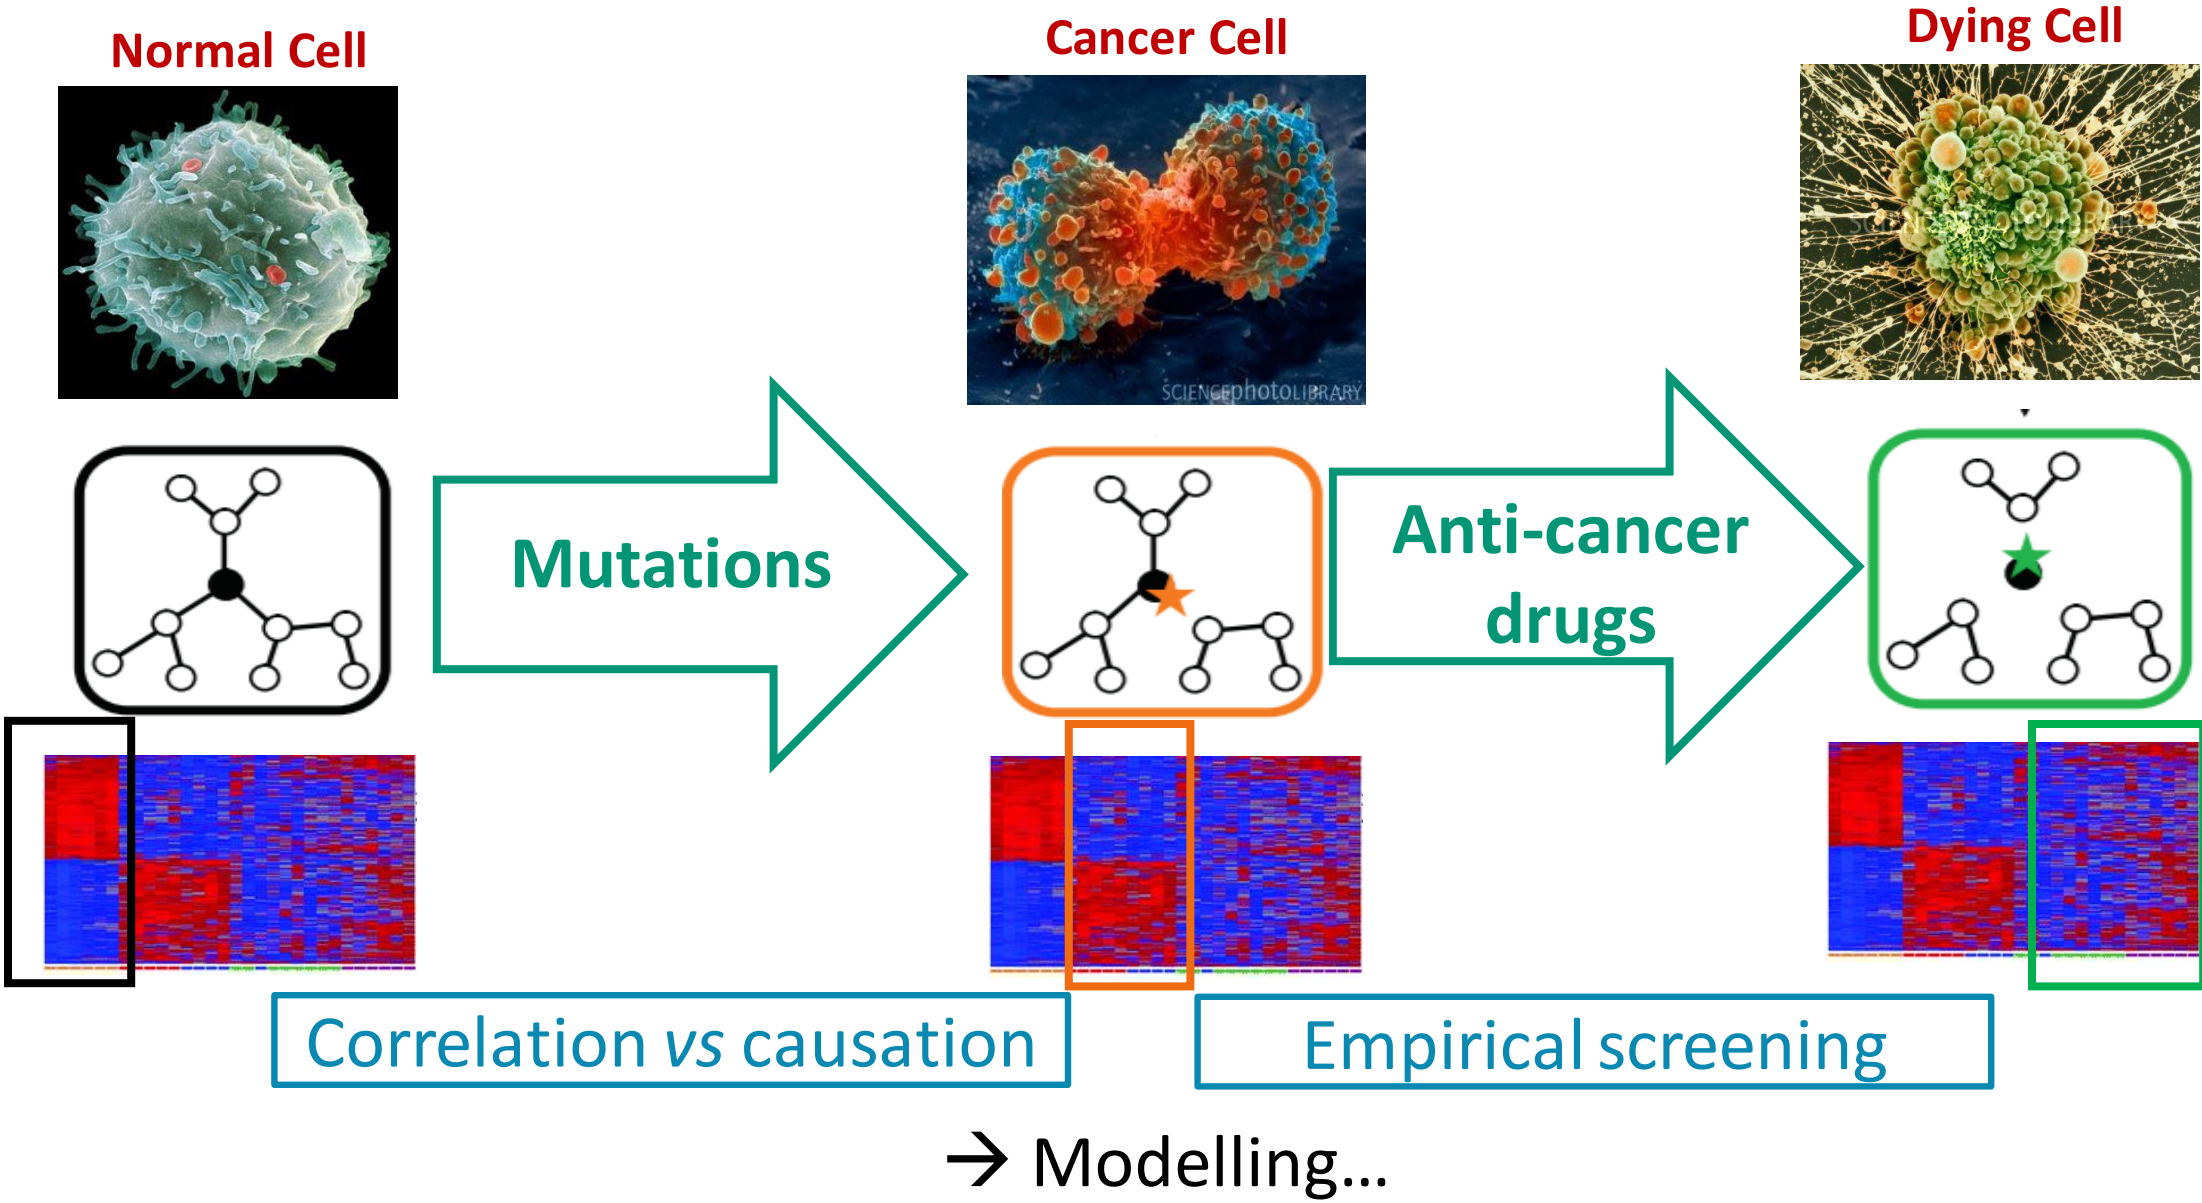 Normal Cell
Cancer Cell
Dying Cell
SCIENCEphotoLIBRARY
Mutations
Anti-cancer
drugs
Correlation vs causation
Empirical screening
→ Modelling...